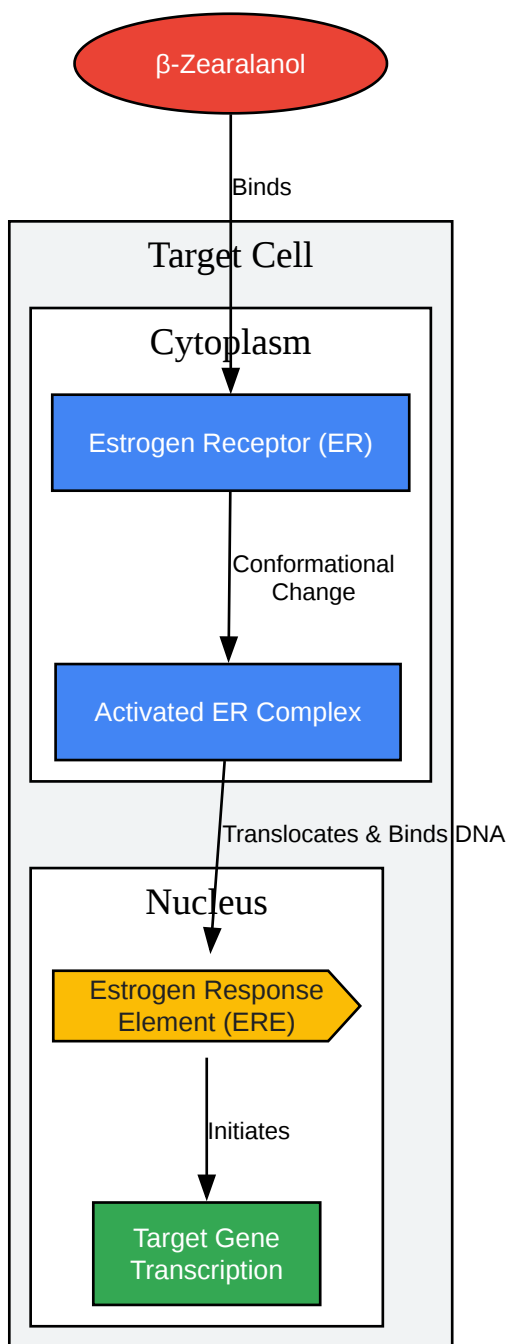 β-Zearalanol
Binds
Target Cell
Cytoplasm
Estrogen Receptor (ER)
Conformational
Change
Activated ER Complex
Translocates & Binds DNA
Nucleus
Estrogen Response
Element (ERE)
Initiates
Target Gene
Transcription